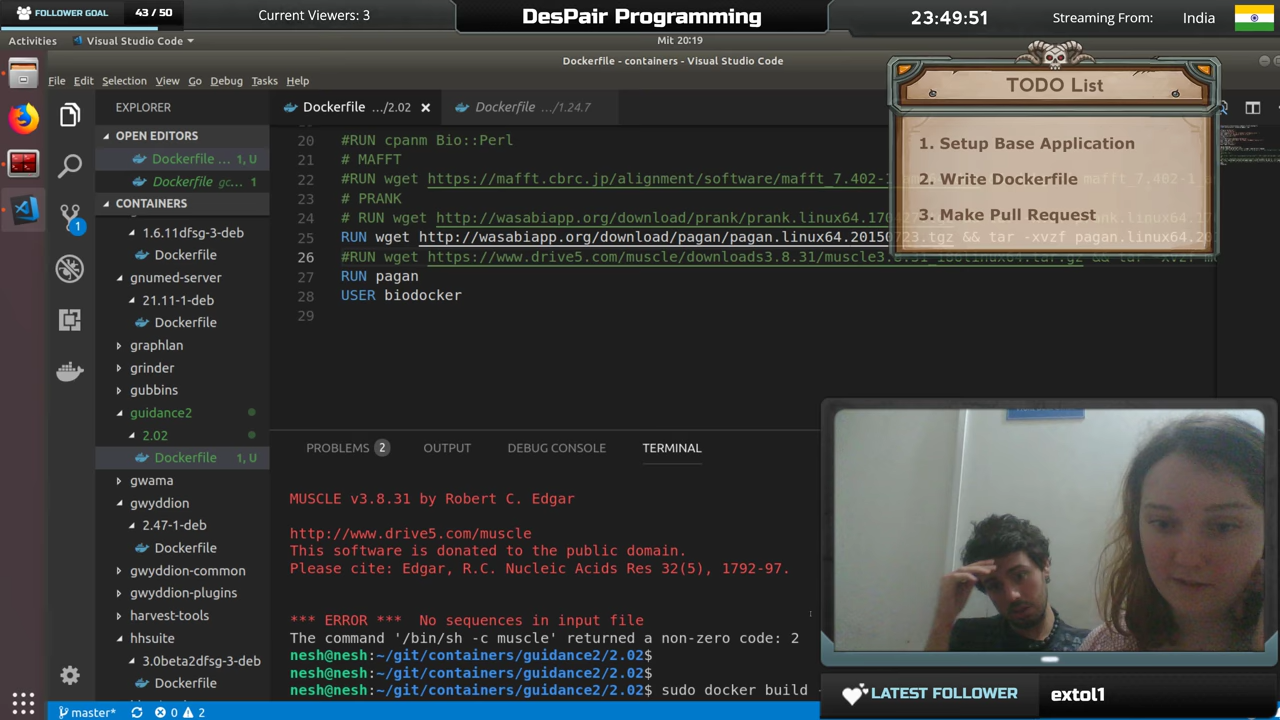 FOLLOWER GOAL
43 / 50
Current Viewers: 3
DesPair Programming
23:49:51
Streaming From:
India
Activities
Visual Studio Code
Mit 20:19
Dockerfile - containers - Visual Studio Code
File Edit Selection View Go Debug Tasks Help
EXPLORER
OPEN EDITORS
Dockerfile ... 1, U
Dockerfile gc... 1
CONTAINERS
1.6.11dfsg-3-deb
Dockerfile
gnumed-server
21.11-1-deb
Dockerfile
graphlan
grinder
gubbins
guidance2
2.02
Dockerfile 1, U
gwama
gwyddion
2.47-1-deb
Dockerfile
gwyddion-common
gwyddion-plugins
harvest-tools
hhsuite
3.0beta2dfsg-3-deb
Dockerfile
Dockerfile .../2.02
Dockerfile .../1.24.7
20 #RUN cpanm Bio::Perl
21 # MAFFT
22 #RUN wget https://mafft.cbrc.jp/alignment/software/mafft_7.402-1
23 # PRANK
24 # RUN wget http://wasabiapp.org/download/prank/prank.linux64.1704
25 RUN wget http://wasabiapp.org/download/pagan/pagan.linux64.20150723.tgz && tar -xvzf pagan.linux64.20
26 #RUN wget https://www.drive5.com/muscle/downloads3.8.31/muscle3.8.31_i86linux64.tar.gz && tar -xvzf
27 RUN pagan
28 USER biodocker
29
TODO List
1. Setup Base Application
2. Write Dockerfile
3. Make Pull Request
PROBLEMS 2 OUTPUT DEBUG CONSOLE TERMINAL
MUSCLE v3.8.31 by Robert C. Edgar
http://www.drive5.com/muscle
This software is donated to the public domain.
Please cite: Edgar, R.C. Nucleic Acids Res 32(5), 1792-97.
*** ERROR *** No sequences in input file
The command '/bin/sh -c muscle' returned a non-zero code: 2
nesh@nesh:~/git/containers/guidance2/2.02$
nesh@nesh:~/git/containers/guidance2/2.02$
nesh@nesh:~/git/containers/guidance2/2.02$ sudo docker build
1
master* 0 2
LATEST FOLLOWER
extol1